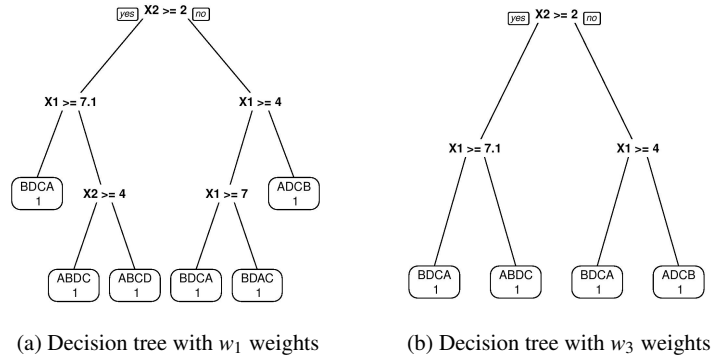 yes X2 >= 2 no
X1 >= 7.1 X1 >= 4
BDCA
1
X2 >= 4 X1 >= 7
ADCB
1
ABDC
1
ABCD
1
BDCA
1
BDAC
1
(a) Decision tree with w1 weights
yes X2 >= 2 no
X1 >= 7.1 X1 >= 4
BDCA
1
ABDC
1
BDCA
1
ADCB
1
(b) Decision tree with w3 weights